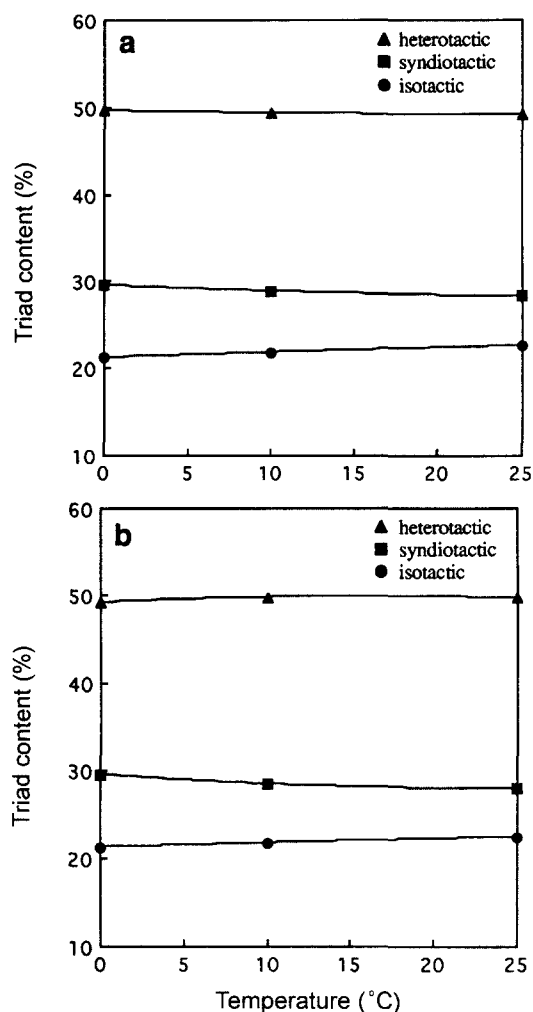 a
▲ heterotactic
■ syndiotactic
● isotactic
60
50
40
30
20
10
Triad content (%)
0 5 10 15 20 25
b
▲ heterotactic
■ syndiotactic
● isotactic
60
50
40
30
20
10
Triad content (%)
0 5 10 15 20 25
Temperature (°C)